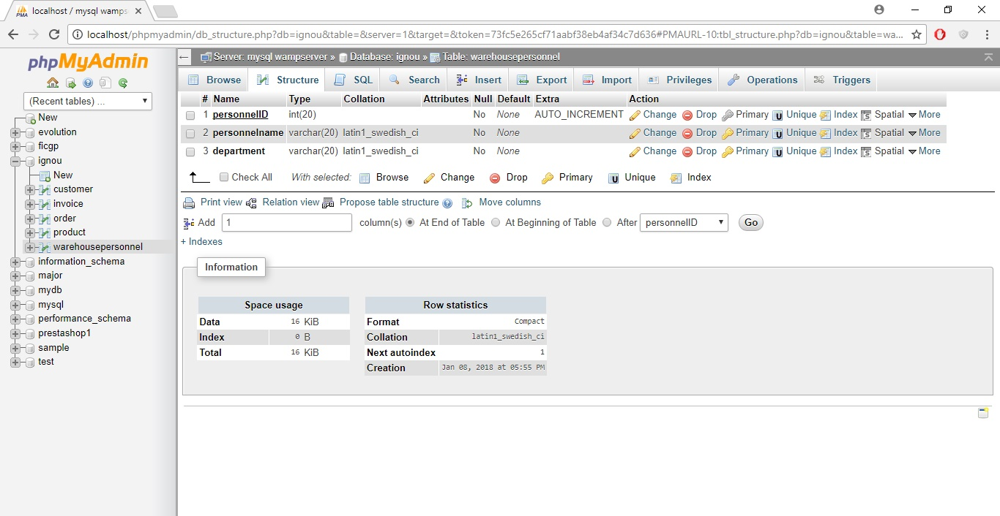 localhost / mysql wamps
localhost/phpmyadmin/db_structure.php?db=ignou&table=&server=1&target=&token=73fc5e265cf71aabf38eb4af34c7d636#PMAURL-10:tbl_structure.php?db=ignou&table=wa...
phpMyAdmin
(Recent tables) ...
New
evolution
ficgp
ignou
New
customer
invoice
order
product
warehousepersonnel
information_schema
major
mydb
mysql
performance_schema
prestashop1
sample
test
Server: mysql wampserver » Database: ignou » Table: warehousepersonnel
Browse Structure SQL Search Insert Export Import Privileges Operations Triggers
# Name Type Collation Attributes Null Default Extra Action
1 personnelID int(20) No None AUTO_INCREMENT Change Drop Primary Unique Index Spatial More
2 personnelname varchar(20) latin1_swedish_ci No None Change Drop Primary Unique Index Spatial More
3 department varchar(20) latin1_swedish_ci No None Change Drop Primary Unique Index Spatial More
Check All With selected: Browse Change Drop Primary Unique Index
Print view Relation view Propose table structure Move columns
Add 1 column(s) At End of Table At Beginning of Table After personnelID Go
+ Indexes
Information
Space usage
Data 16 KiB
Index 0 B
Total 16 KiB
Row statistics
Format Compact
Collation latin1_swedish_ci
Next autoindex 1
Creation Jan 08, 2018 at 05:55 PM